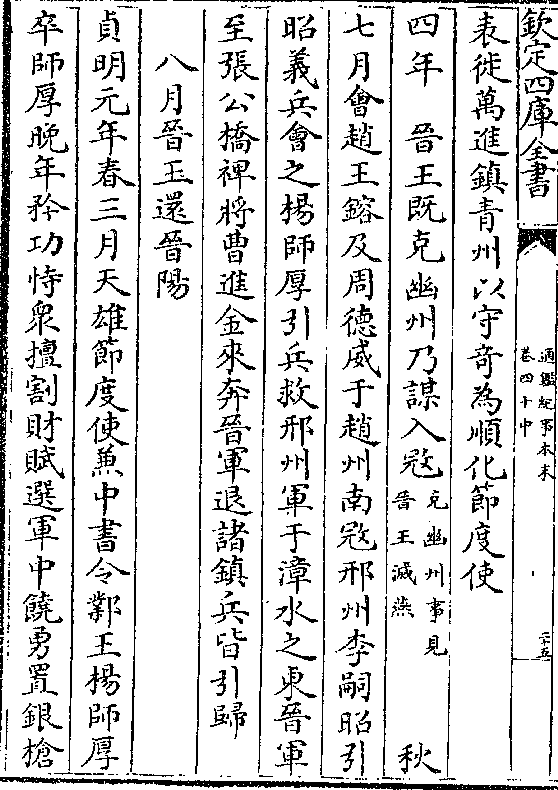 欽定四庫全書
通鑑紀事本末
卷四十中
二十五
表徙萬進鎮青州以守奇為順化節度使
四年　晉王既克幽州乃謀入宼克幽州事見晉王滅燕　秋
七月會趙王鎔及周德威于趙州南宼邢州李嗣昭引
昭義兵會之楊師厚引兵救邢州軍于漳水之東晉軍
至張公橋裨將曹進金來奔晉軍退諸鎮兵皆引歸
八月晉王還晉陽
貞明元年春三月天雄節度使兼中書令鄴王楊師厚
卒師厚晚年矜功恃衆擅割財賦選軍中饒勇置銀槍